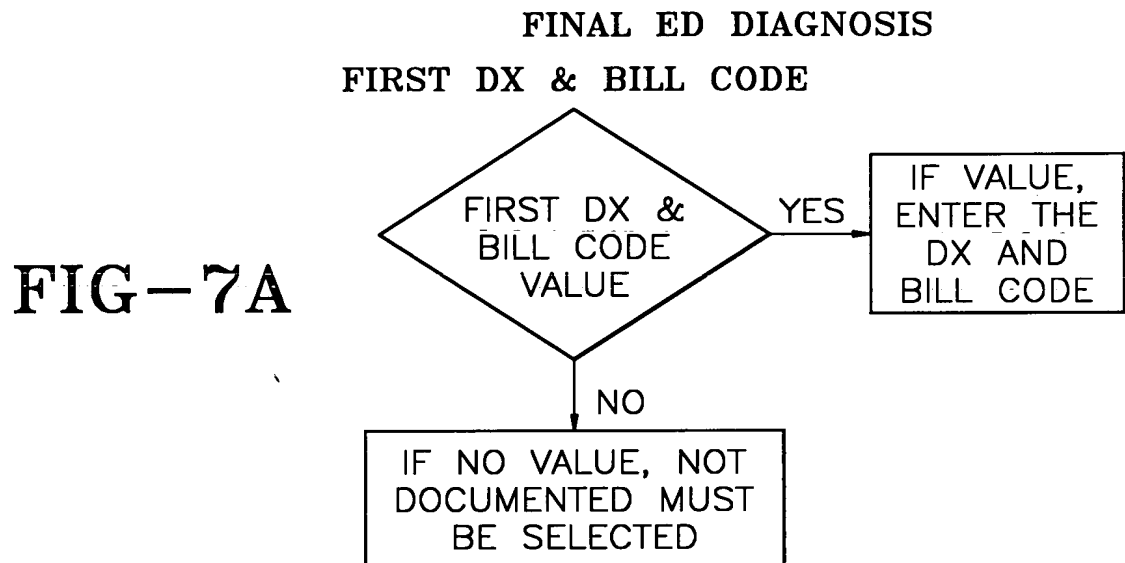 FINAL ED DIAGNOSIS
FIRST DX & BILL CODE
FIRST DX &
BILL CODE
VALUE
YES
IF VALUE,
ENTER THE
DX AND
BILL CODE
FIG-7A
NO
IF NO VALUE, NOT
DOCUMENTED MUST
BE SELECTED